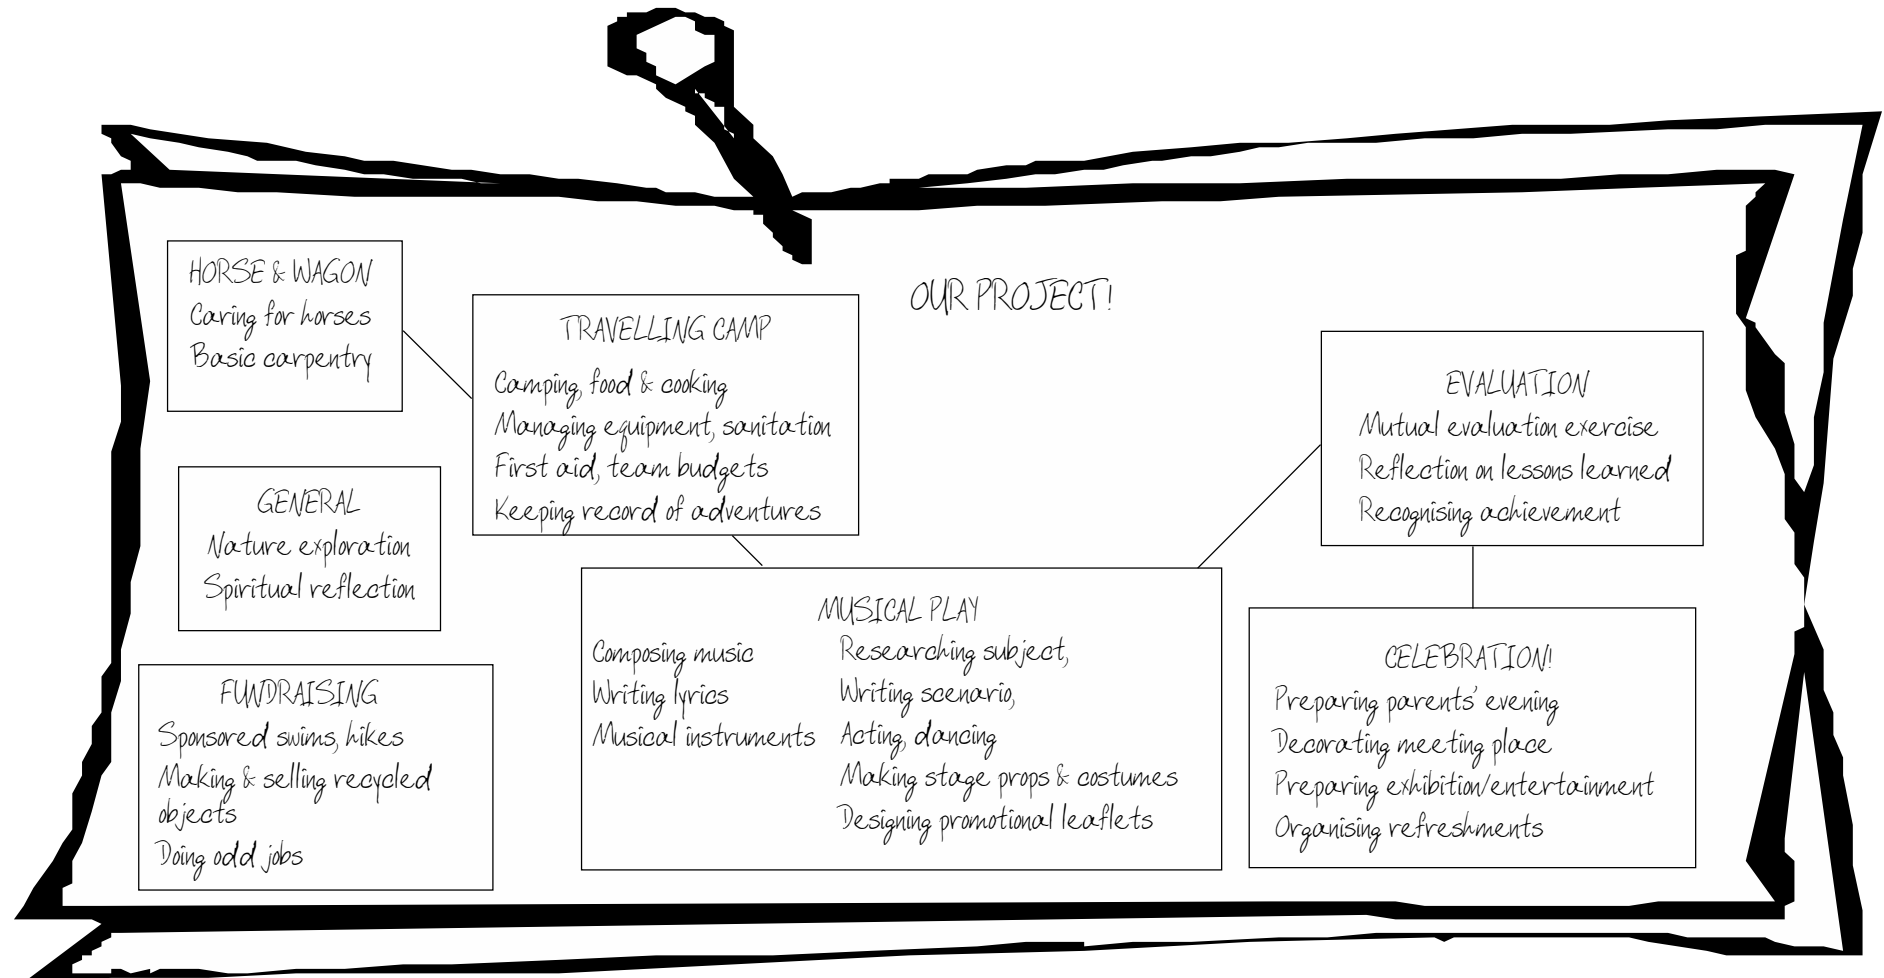 OUR PROJECT!
HORSE & WAGON
Caring for horses
Basic carpentry
TRAVELLING CAMP
Camping, food & cooking
Managing equipment, sanitation
First aid, team budgets
Keeping record of adventures
GENERAL
Nature exploration
Spiritual reflection
FUNDRAISING
Sponsored swims, hikes
Making & selling recycled
objects
Doing odd jobs
MUSICAL PLAY
Composing music
Writing lyrics
Musical instruments
Researching subject,
Writing scenario,
Acting, dancing
Making stage props & costumes
Designing promotional leaflets
EVALUATION
Mutual evaluation exercise
Reflection on lessons learned
Recognising achievement
CELEBRATION!
Preparing parents' evening
Decorating meeting place
Preparing exhibition/entertainment
Organising refreshments